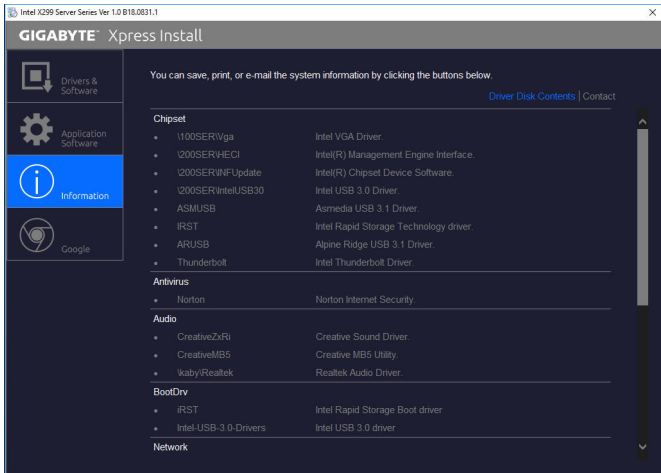 Intel X299 Server Series Ver 1.0 B18.0831.1
GIGABYTE™ Xpress Install
Drivers &
Software
Application
Software
Information
Google
You can save, print, or e-mail the system information by clicking the buttons below.
Driver Disk Contents | Contact
Chipset
\100SER\Vga Intel VGA Driver.
\200SER\HECI Intel(R) Management Engine Interface.
\200SER\INFUpdate Intel(R) Chipset Device Software.
\200SER\IntelUSB30 Intel USB 3.0 Driver.
ASMUSB Asmedia USB 3.1 Driver.
IRST Intel Rapid Storage Technology driver.
ARUSB Alpine Ridge USB 3.1 Driver.
Thunderbolt Intel Thunderbolt Driver.
Antivirus
Norton Norton Internet Security.
Audio
CreativeZxRi Creative Sound Driver.
CreativeMB5 Creative MB5 Utility.
\kaby\Realtek Realtek Audio Driver.
BootDrv
iRST Intel Rapid Storage Boot driver
Intel-USB-3.0-Drivers Intel USB 3.0 driver
Network